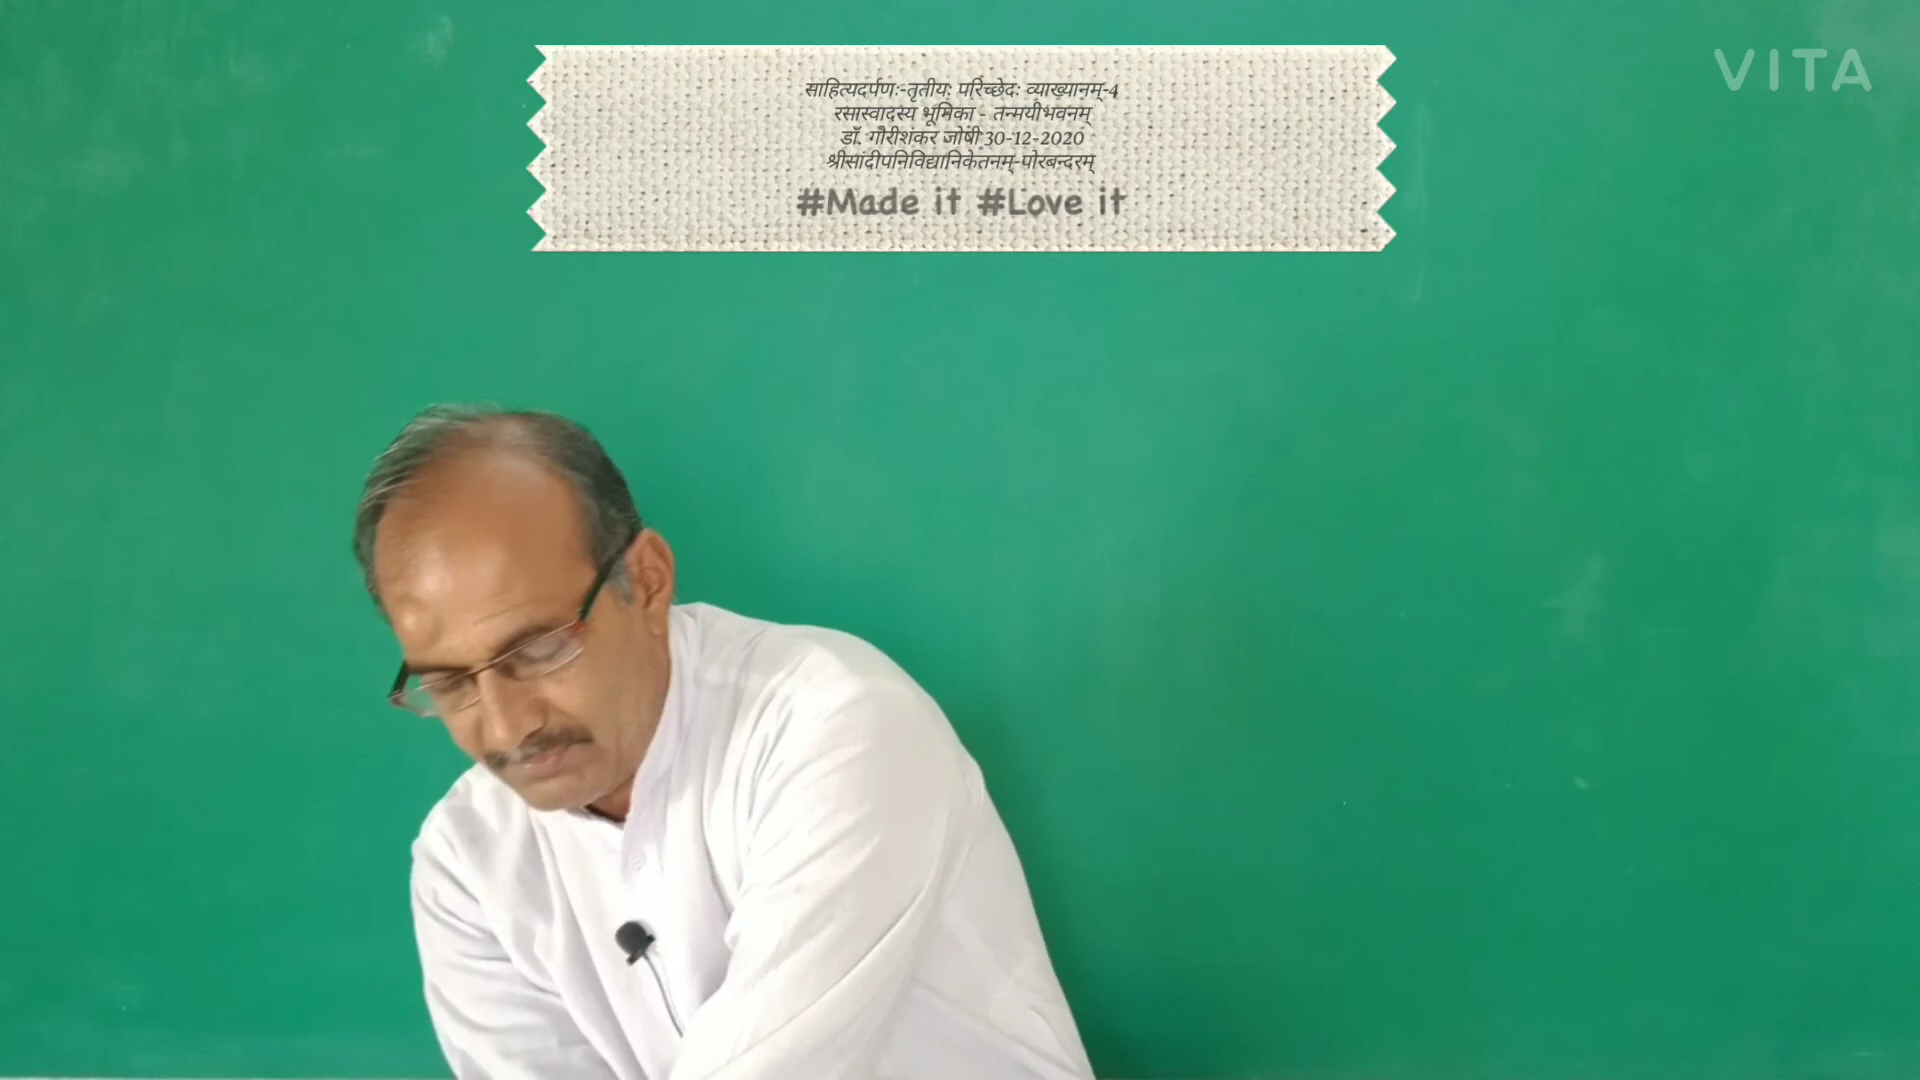 साहित्यदर्पणः-तृतीयः परिच्छेदः व्याख्यानम्-4
रसास्वादस्य भूमिका - तन्मयीभवनम्
डॉ. गौरीशंकर जोषी 30-12-2020
श्रीसांदीपनिविद्यानिकेतनम्-पोरबन्दरम्
#Made it #Love it
VITA